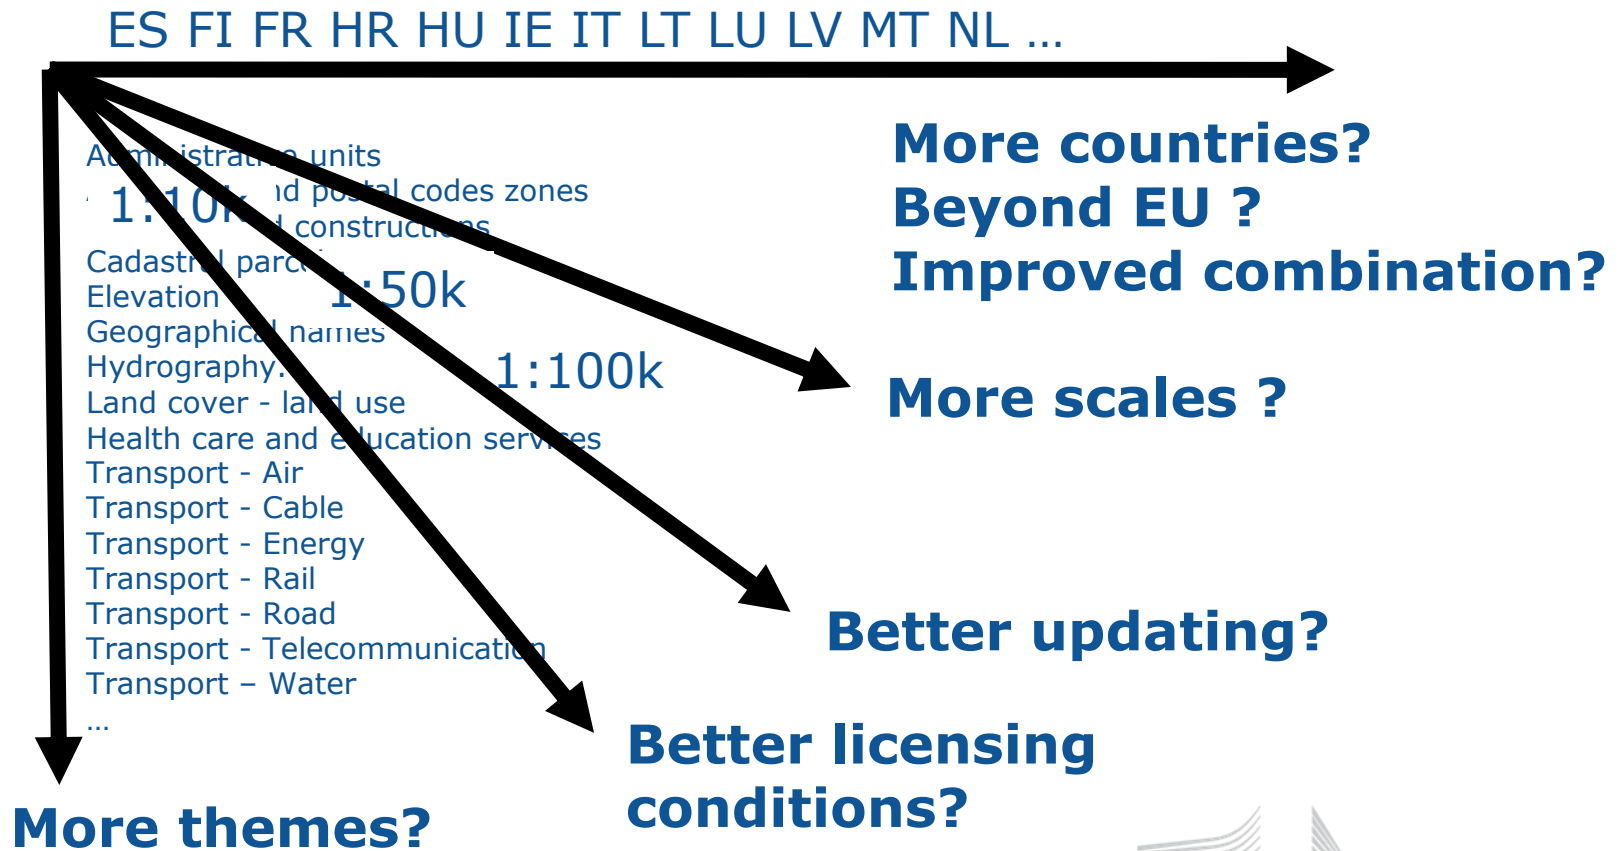 ES FI FR HR HU IE IT LT LU LV MT NL ...
Administrative units
nd postal codes zones
1:10k
d constructions
Cadastral parce
Elevation
1:50k
Geographical names
Hydrography.
1:100k
Land cover - land use
Health care and education services
Transport - Air
Transport - Cable
Transport - Energy
Transport - Rail
Transport - Road
Transport - Telecommunication
Transport – Water
...
More countries?
Beyond EU ?
Improved combination?
More scales ?
Better updating?
Better licensing
conditions?
More themes?